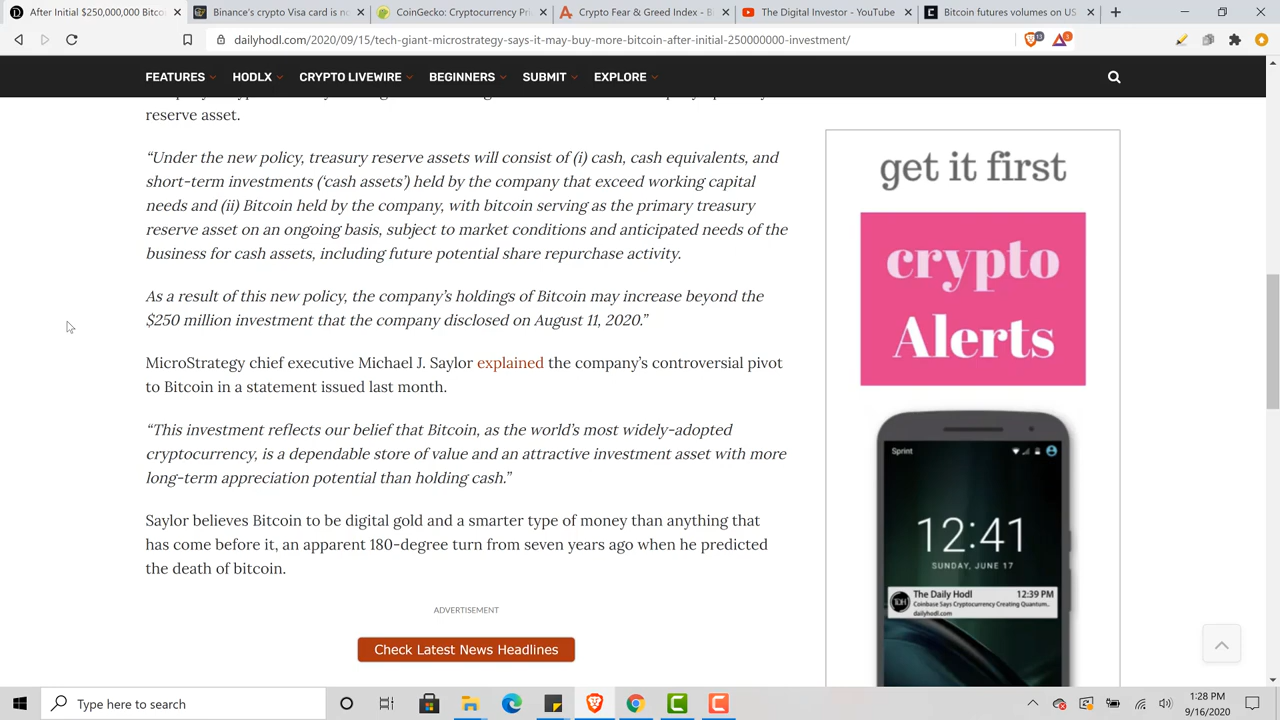 After Initial $250,000,000 Bitco
Binance's crypto Visa card is ne
CoinGecko: Cryptocurrency Pri
Crypto Fear & Greed Index - B
The Digital Investor - YouTube
Bitcoin futures volumes on US
dailyhodl.com/2020/09/15/tech-giant-microstrategy-says-it-may-buy-more-bitcoin-after-initial-250000000-investment/
FEATURES HODLX CRYPTO LIVEWIRE BEGINNERS SUBMIT EXPLORE
reserve asset.
“Under the new policy, treasury reserve assets will consist of (i) cash, cash equivalents, and
short-term investments (‘cash assets’) held by the company that exceed working capital
needs and (ii) Bitcoin held by the company, with bitcoin serving as the primary treasury
reserve asset on an ongoing basis, subject to market conditions and anticipated needs of the
business for cash assets, including future potential share repurchase activity.
As a result of this new policy, the company’s holdings of Bitcoin may increase beyond the
$250 million investment that the company disclosed on August 11, 2020.”
MicroStrategy chief executive Michael J. Saylor explained the company’s controversial pivot
to Bitcoin in a statement issued last month.
“This investment reflects our belief that Bitcoin, as the world’s most widely-adopted
cryptocurrency, is a dependable store of value and an attractive investment asset with more
long-term appreciation potential than holding cash.”
Saylor believes Bitcoin to be digital gold and a smarter type of money than anything that
has come before it, an apparent 180-degree turn from seven years ago when he predicted
the death of bitcoin.
ADVERTISEMENT
Check Latest News Headlines
get it first
crypto
Alerts
Sprint
12:41
SUNDAY, JUNE 17
The Daily Hodl 12:39 PM
Coinbase Says Cryptocurrency Creating Quantum..
dailyhodl.com
Type here to search
1:28 PM
9/16/2020